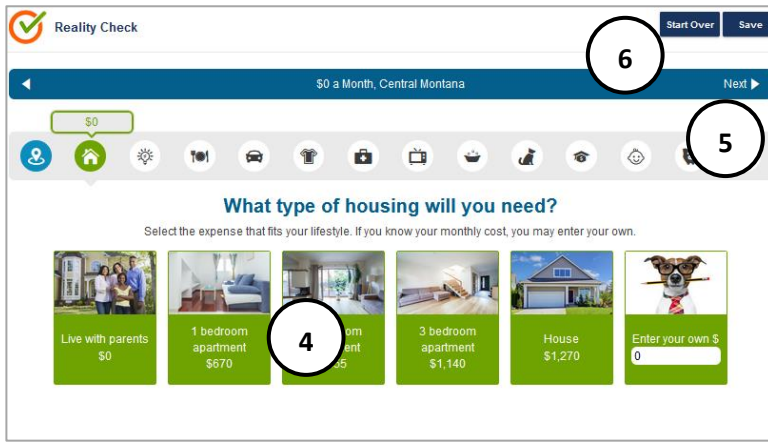 Reality Check
Start Over
Save
6
$0 a Month, Central Montana
Next
5
$0
What type of housing will you need?
Select the expense that fits your lifestyle. If you know your monthly cost, you may enter your own.
Live with parents
$0
1 bedroom
apartment
$670
4
3 bedroom
apartment
$1,140
House
$1,270
Enter your own $
0